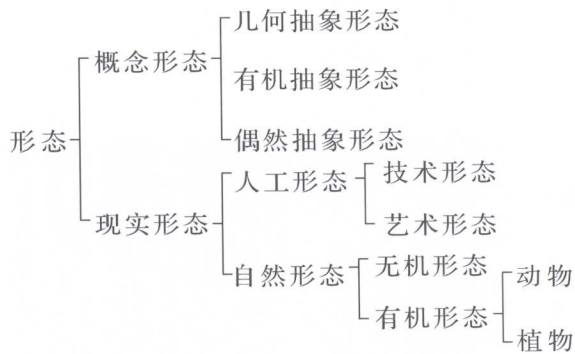 几何抽象形态
概念形态
有机抽象形态
形态
偶然抽象形态
人工形态
技术形态
现实形态
艺术形态
自然形态
无机形态
动物
有机形态
植物